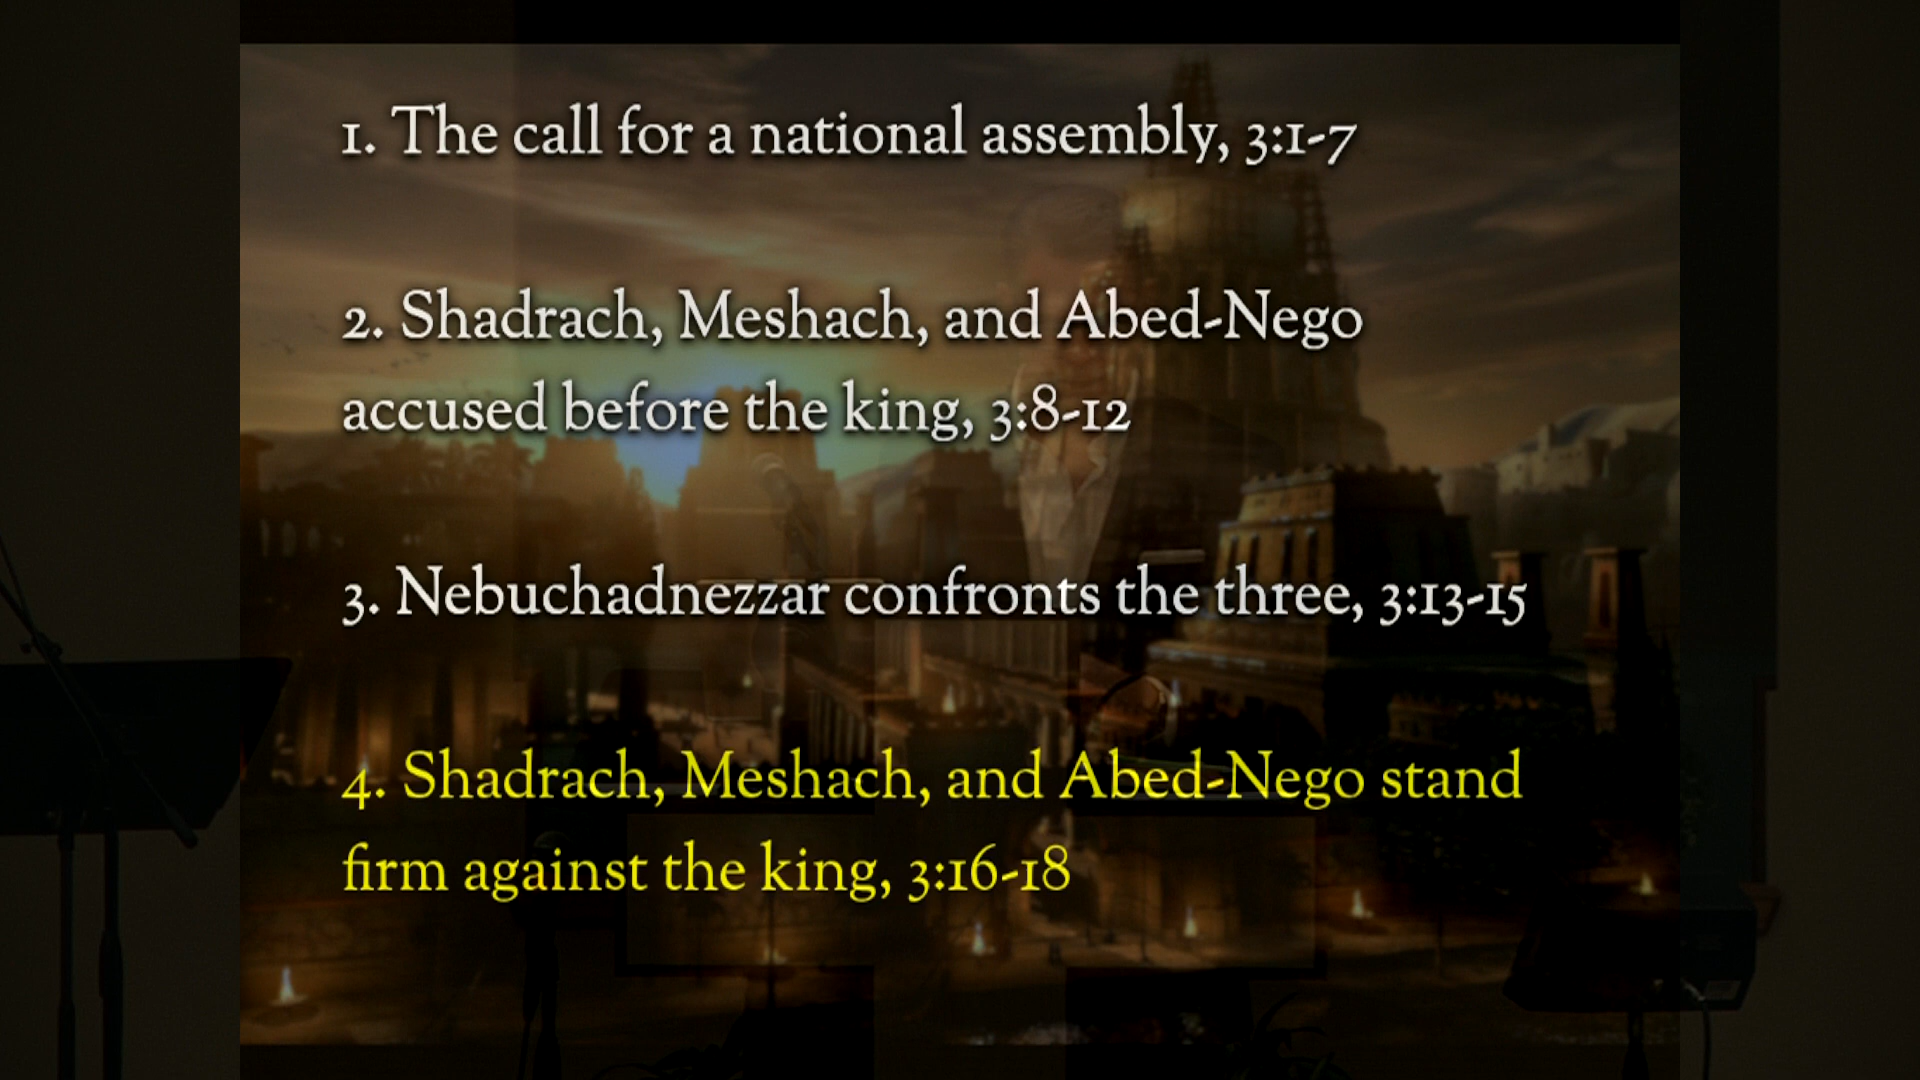 1. The call for a national assembly, 3:1-7
2. Shadrach, Meshach, and Abed-Nego
accused before the king, 3:8-12
3. Nebuchadnezzar confronts the three, 3:13-15
4. Shadrach, Meshach, and Abed-Nego stand
firm against the king, 3:16-18